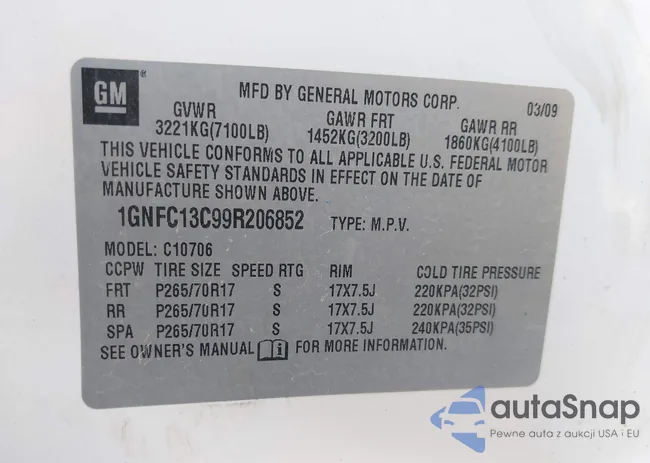 GM
MFD BY GENERAL MOTORS CORP. 03/09
GVWR GAWR FRT GAWR RR
3221KG(7100LB) 1452KG(3200LB) 1860KG(4100LB)
THIS VEHICLE CONFORMS TO ALL APPLICABLE U.S. FEDERAL MOTOR
VEHICLE SAFETY STANDARDS IN EFFECT ON THE DATE OF
MANUFACTURE SHOWN ABOVE.
1GNFC13C99R206852 TYPE: M.P.V.
MODEL: C10706
CCPW TIRE SIZE SPEED RTG RIM COLD TIRE PRESSURE
FRT P265/70R17 S 17X7.5J 220KPA(32PSI)
RR P265/70R17 S 17X7.5J 220KPA(32PSI)
SPA P265/70R17 S 17X7.5J 240KPA(35PSI)
SEE OWNER'S MANUAL i FOR MORE INFORMATION.
autaSnap
Pewne auta z aukcji USA i EU